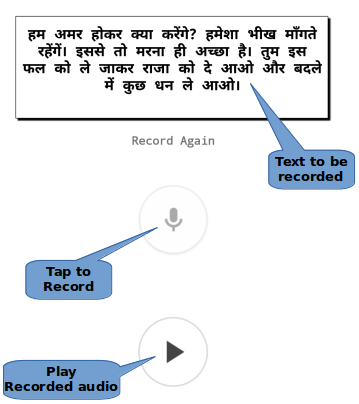 हम अमर होकर क्या करेंगे? हमेशा भीख माँगते
रहेंगें। इससे तो मरना ही अच्छा है। तुम इस
फल को ले जाकर राजा को दे आओ और बदले
में कुछ धन ले आओ।
Record Again
Text to be
recorded
Tap to
Record
Play
Recorded audio